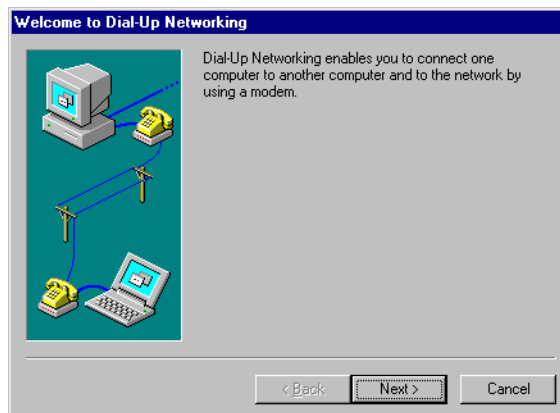 Welcome to Dial-Up Networking
Dial-Up Networking enables you to connect one
computer to another computer and to the network by
using a modem.
< Back
Next >
Cancel